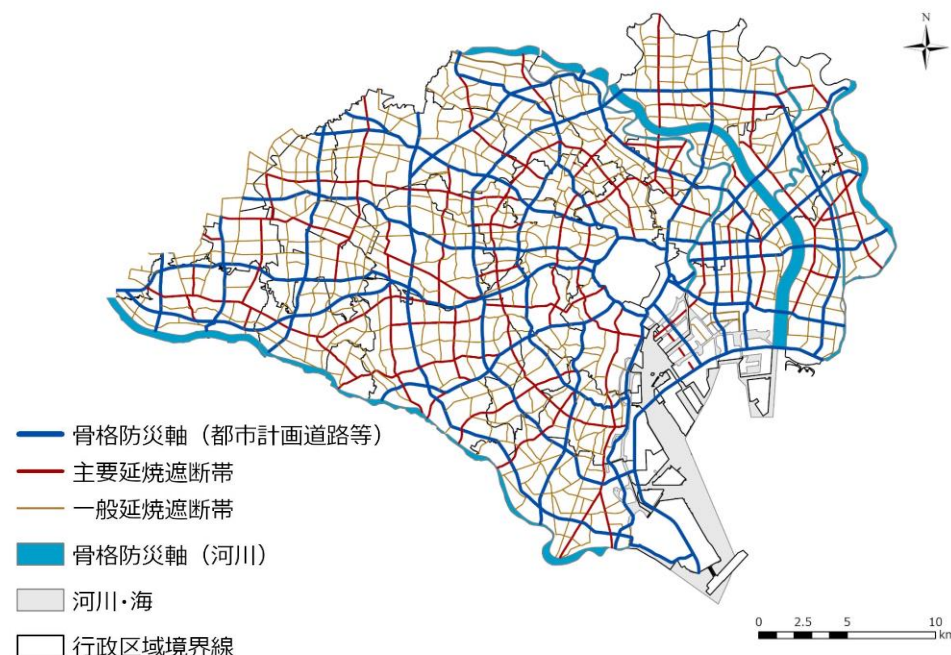 N
骨格防災軸（都市計画道路等）
主要延焼遮断帯
一般延焼遮断帯
骨格防災軸（河川）
河川・海
行政区域境界線
0 2.5 5 10
km